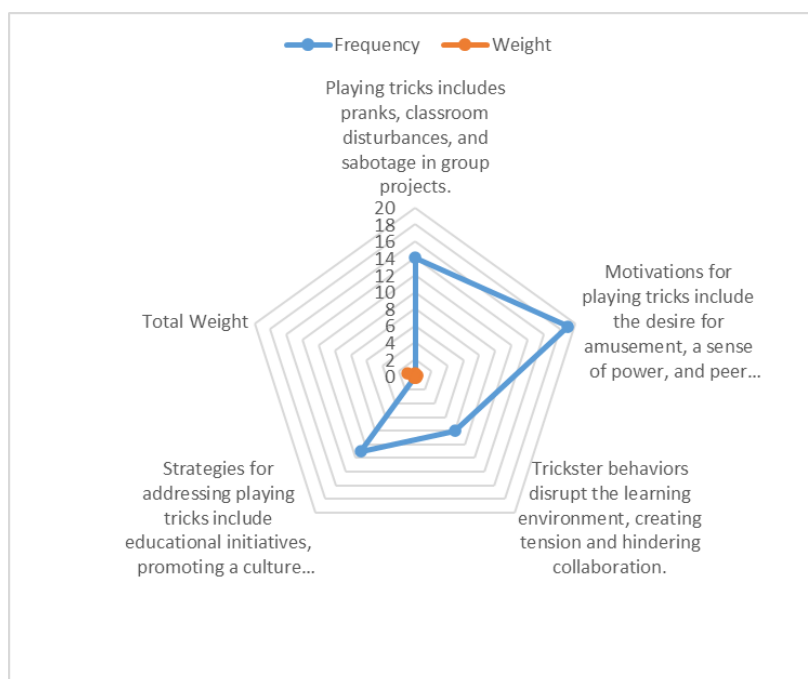 Frequency
Weight
Playing tricks includes
pranks, classroom
disturbances, and
sabotage in group
projects.
20
18
16
14
12
10
8
6
4
2
0
Motivations for
playing tricks include
the desire for
amusement, a sense
of power, and peer...
Total Weight
Strategies for
addressing playing
tricks include
educational initiatives,
promoting a culture...
Trickster behaviors
disrupt the learning
environment, creating
tension and hindering
collaboration.